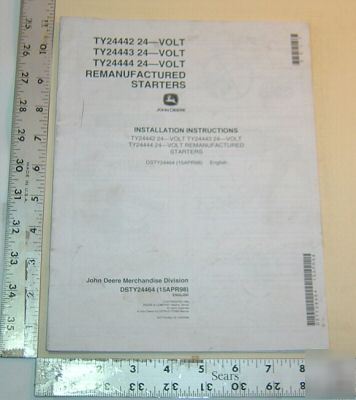 TY24442 24—VOLT
TY24443 24—VOLT
TY24444 24—VOLT
REMANUFACTURED
STARTERS
JOHN DEERE
INSTALLATION INSTRUCTIONS
TY24442 24—VOLT TY24443 24—VOLT
TY24444 24—VOLT REMANUFACTURED
STARTERS
DSTY24464 (15APR98) English
John Deere Merchandise Division
DSTY24464 (15APR98)
ENGLISH
Sears